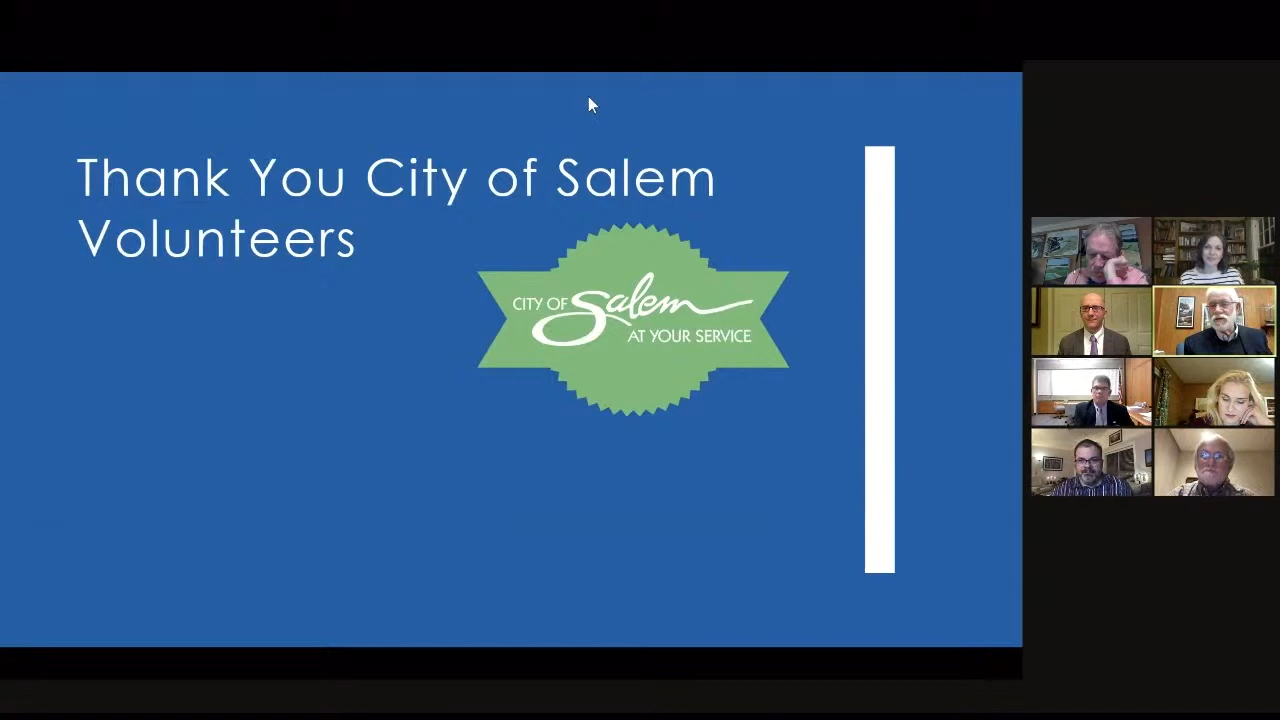 Thank You City of Salem
Volunteers
CITY OF Salem
AT YOUR SERVICE